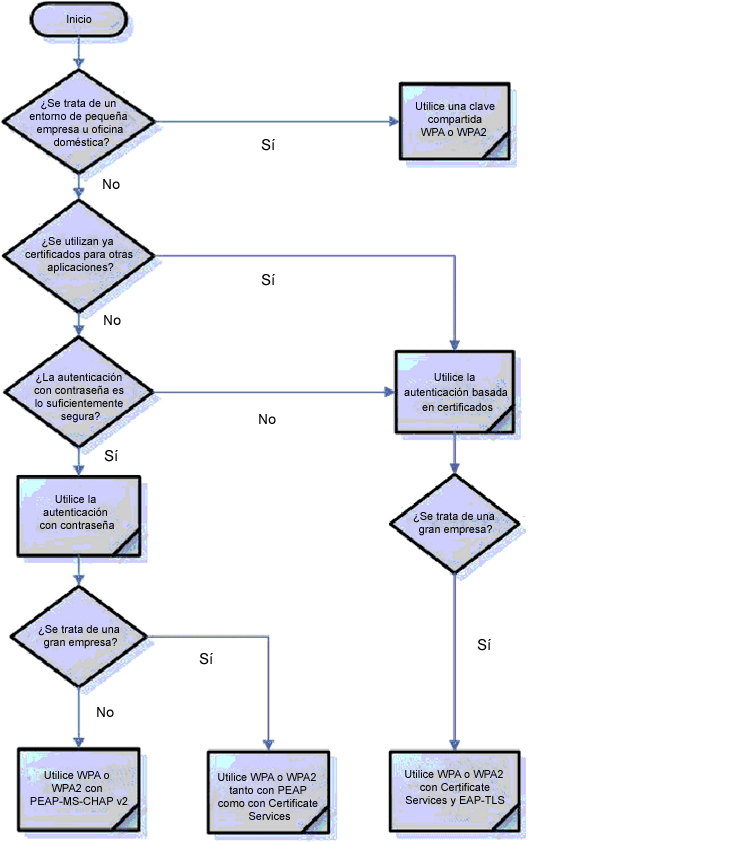 Inicio
¿Se trata de un
entorno de pequeña
empresa u oficina
doméstica?
Sí
Utilice una clave
compartida
WPA o WPA2
No
¿Se utilizan ya
certificados para otras
aplicaciones?
Sí
No
¿La autenticación
con contraseña es
lo suficientemente
segura?
No
Utilice la
autenticación basada
en certificados
Sí
Utilice la
autenticación
con contraseña
¿Se trata de una
gran empresa?
¿Se trata de una
gran empresa?
Sí
Sí
No
Utilice WPA o
WPA2 con
PEAP-MS-CHAP v2
Utilice WPA o WPA2
tanto con PEAP
como con Certificate
Services
Utilice WPA o WPA2
con Certificate
Services y EAP-TLS